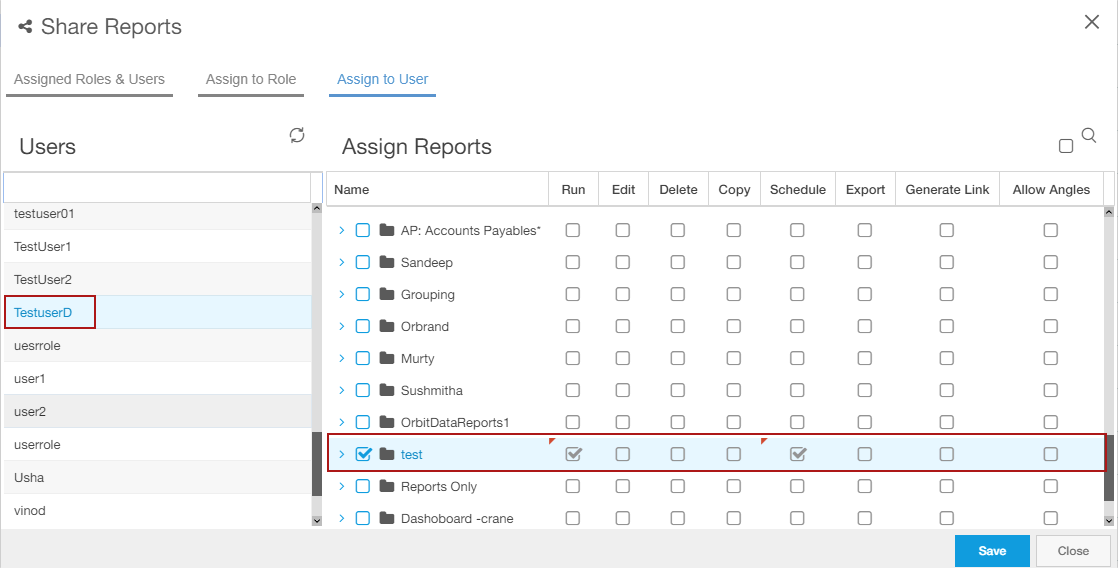 Share Reports
Assigned Roles & Users
Assign to Role
Assign to User
Users
Assign Reports
Name Run Edit Delete Copy Schedule Export Generate Link Allow Angles
testuser01
TestUser1
TestUser2
TestuserD
uesrrole
user1
user2
userrole
Usha
vinod
AP: Accounts Payables*
Sandeep
Grouping
Orbrand
Murty
Sushmitha
OrbitDataReports1
test
Reports Only
Dashoboard -crane
Save
Close